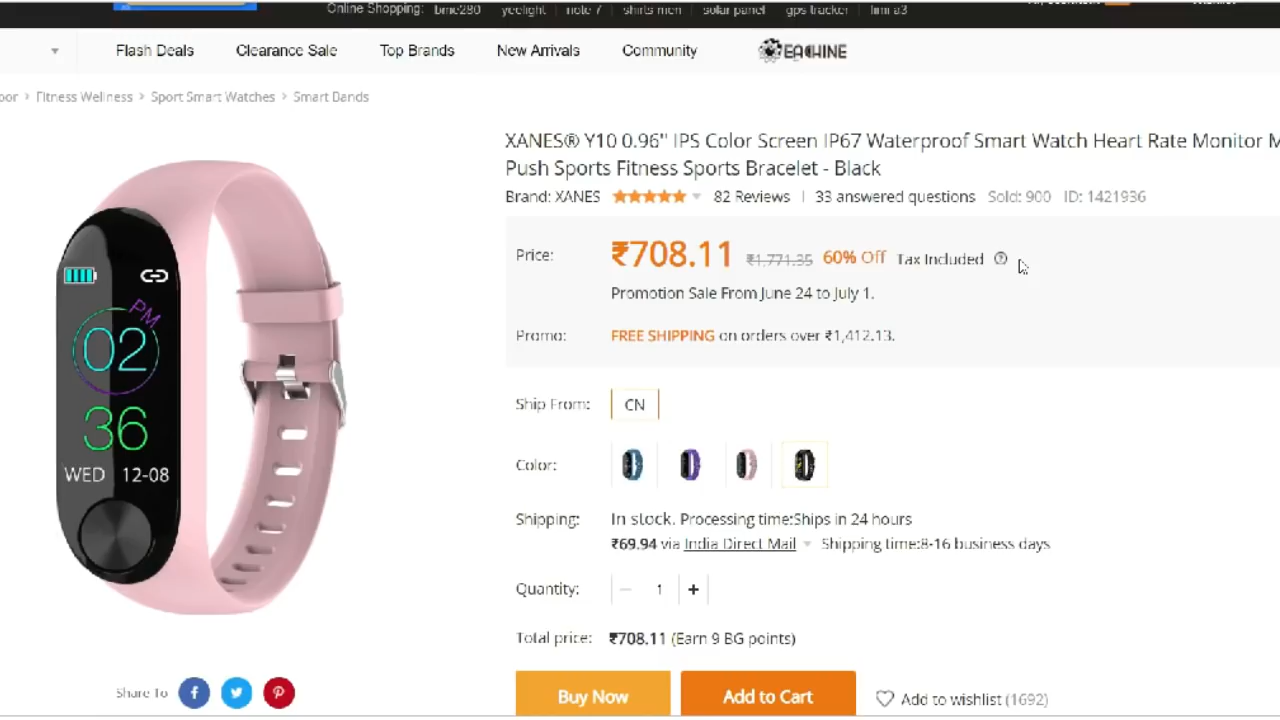 Online Shopping: bme280 yeelight note 7 shirts men solar panel gps tracker limi a3
Flash Deals Clearance Sale Top Brands New Arrivals Community EACHINE
oor > Fitness Wellness > Sport Smart Watches > Smart Bands
XANES® Y10 0.96'' IPS Color Screen IP67 Waterproof Smart Watch Heart Rate Monitor M
Push Sports Fitness Sports Bracelet - Black
Brand: XANES 82 Reviews | 33 answered questions Sold: 900 ID: 1421936
Price: ₹708.11 ₹1,771.35 60% Off Tax Included
Promotion Sale From June 24 to July 1.
Promo: FREE SHIPPING on orders over ₹1,412.13.
Ship From: CN
Color:
Shipping: In stock. Processing time:Ships in 24 hours
₹69.94 via India Direct Mail Shipping time:8-16 business days
Quantity: 1 +
Total price: ₹708.11 (Earn 9 BG points)
Buy Now Add to Cart Add to wishlist (1692)
PM
02
36
WED 12-08
Share To